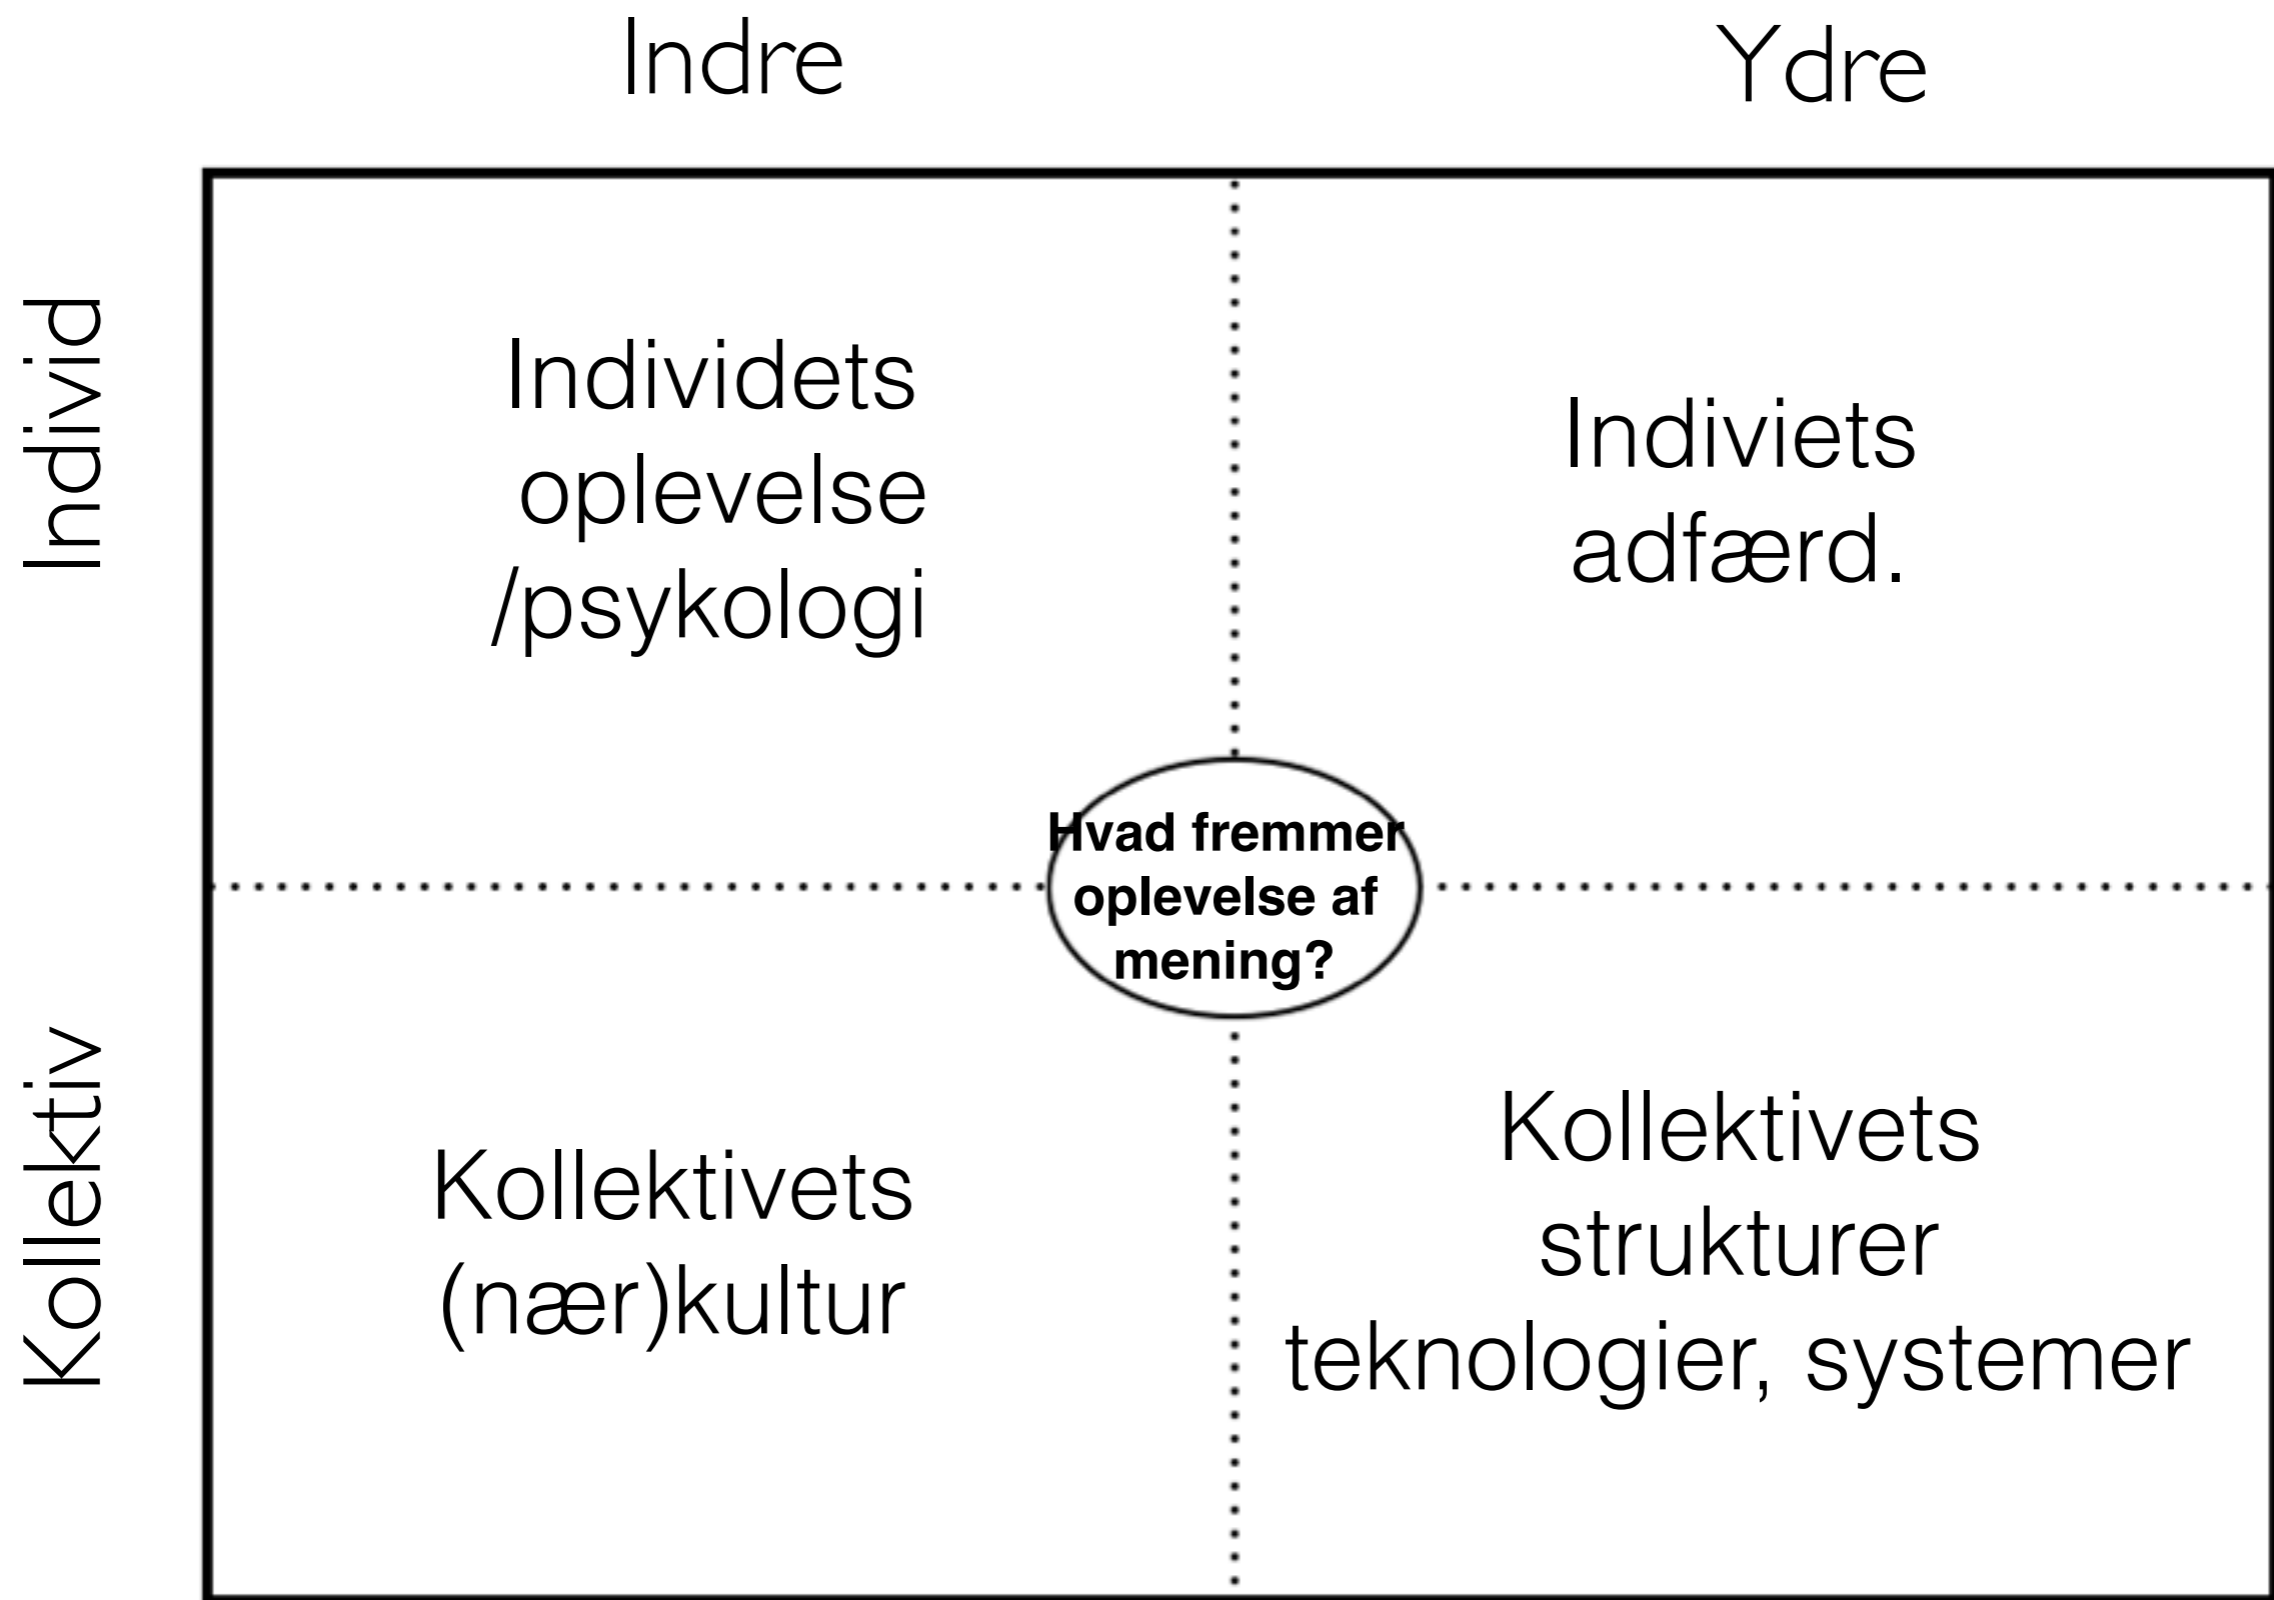 Indre
Ydre
Individ
Individets
oplevelse
/psykologi
Indiviets
adfærd.
Hvad fremmer
oplevelse af
mening?
Kollektiv
Kollektivets
(nær)kultur
Kollektivets
strukturer
teknologier, systemer